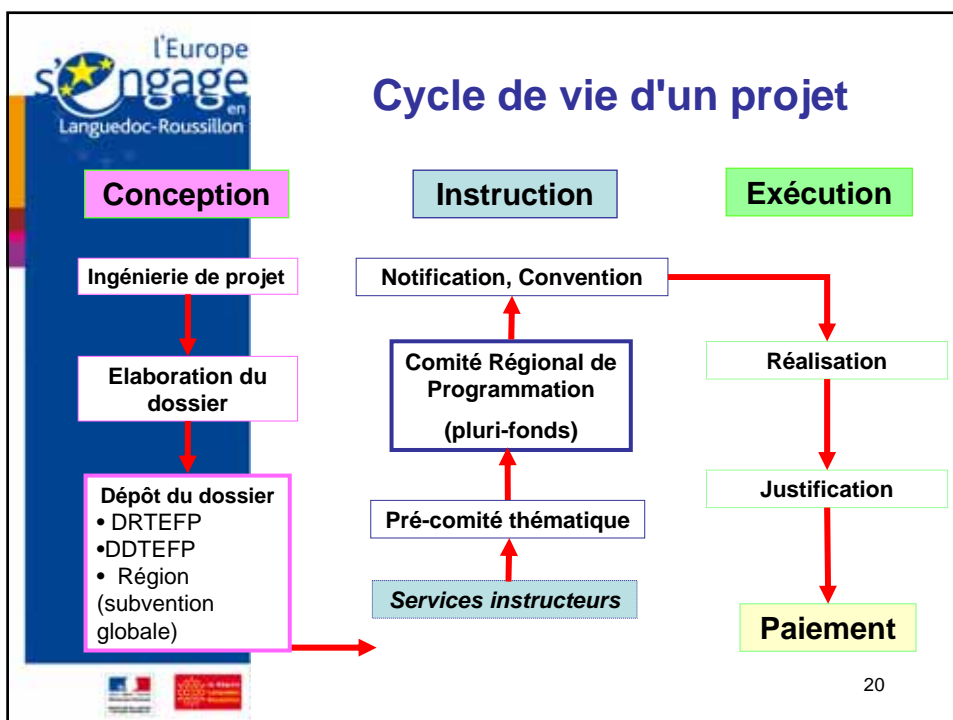 l'Europe
s'engage
en
Languedoc-Roussillon
Cycle de vie d'un projet
Conception
Ingénierie de projet
Elaboration du
dossier
Dépôt du dossier
• DRTEFP
•DDTEFP
• Région
(subvention
globale)
Instruction
Notification, Convention
Comité Régional de
Programmation
(pluri-fonds)
Pré-comité thématique
Services instructeurs
Exécution
Réalisation
Justification
Paiement
20